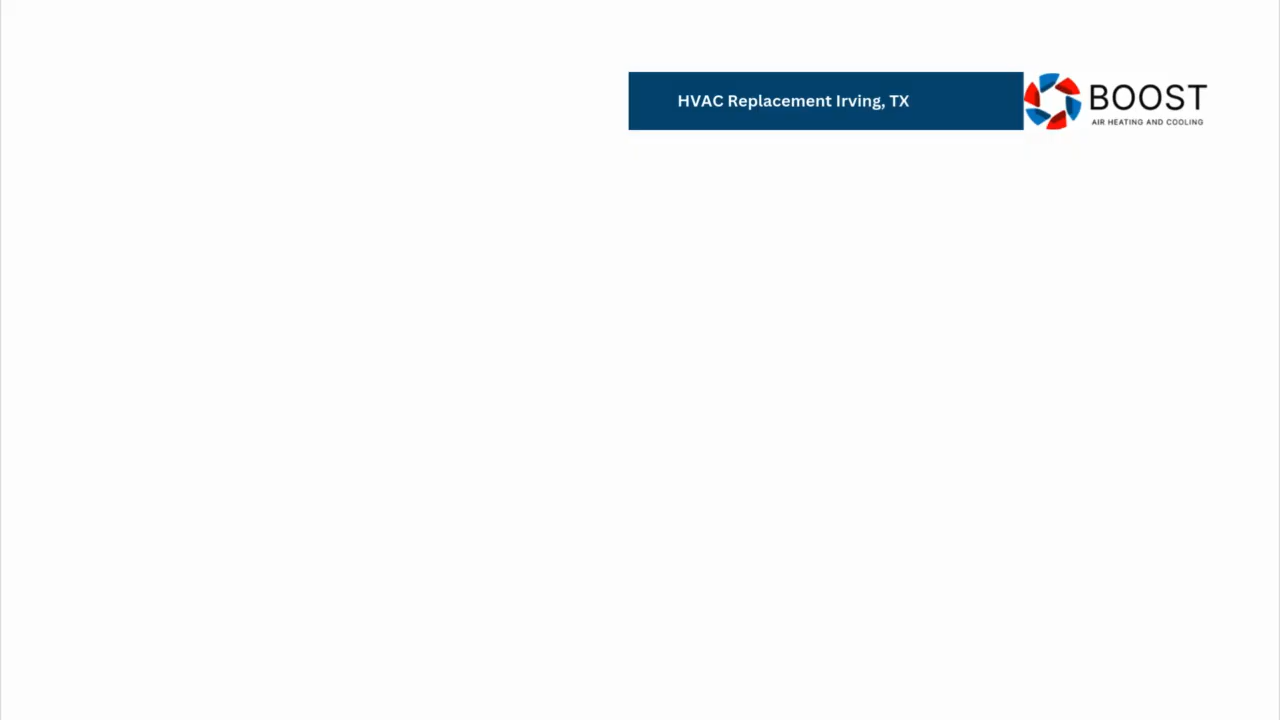 HVAC Replacement Irving, TX
BOOST
AIR HEATING AND COOLING